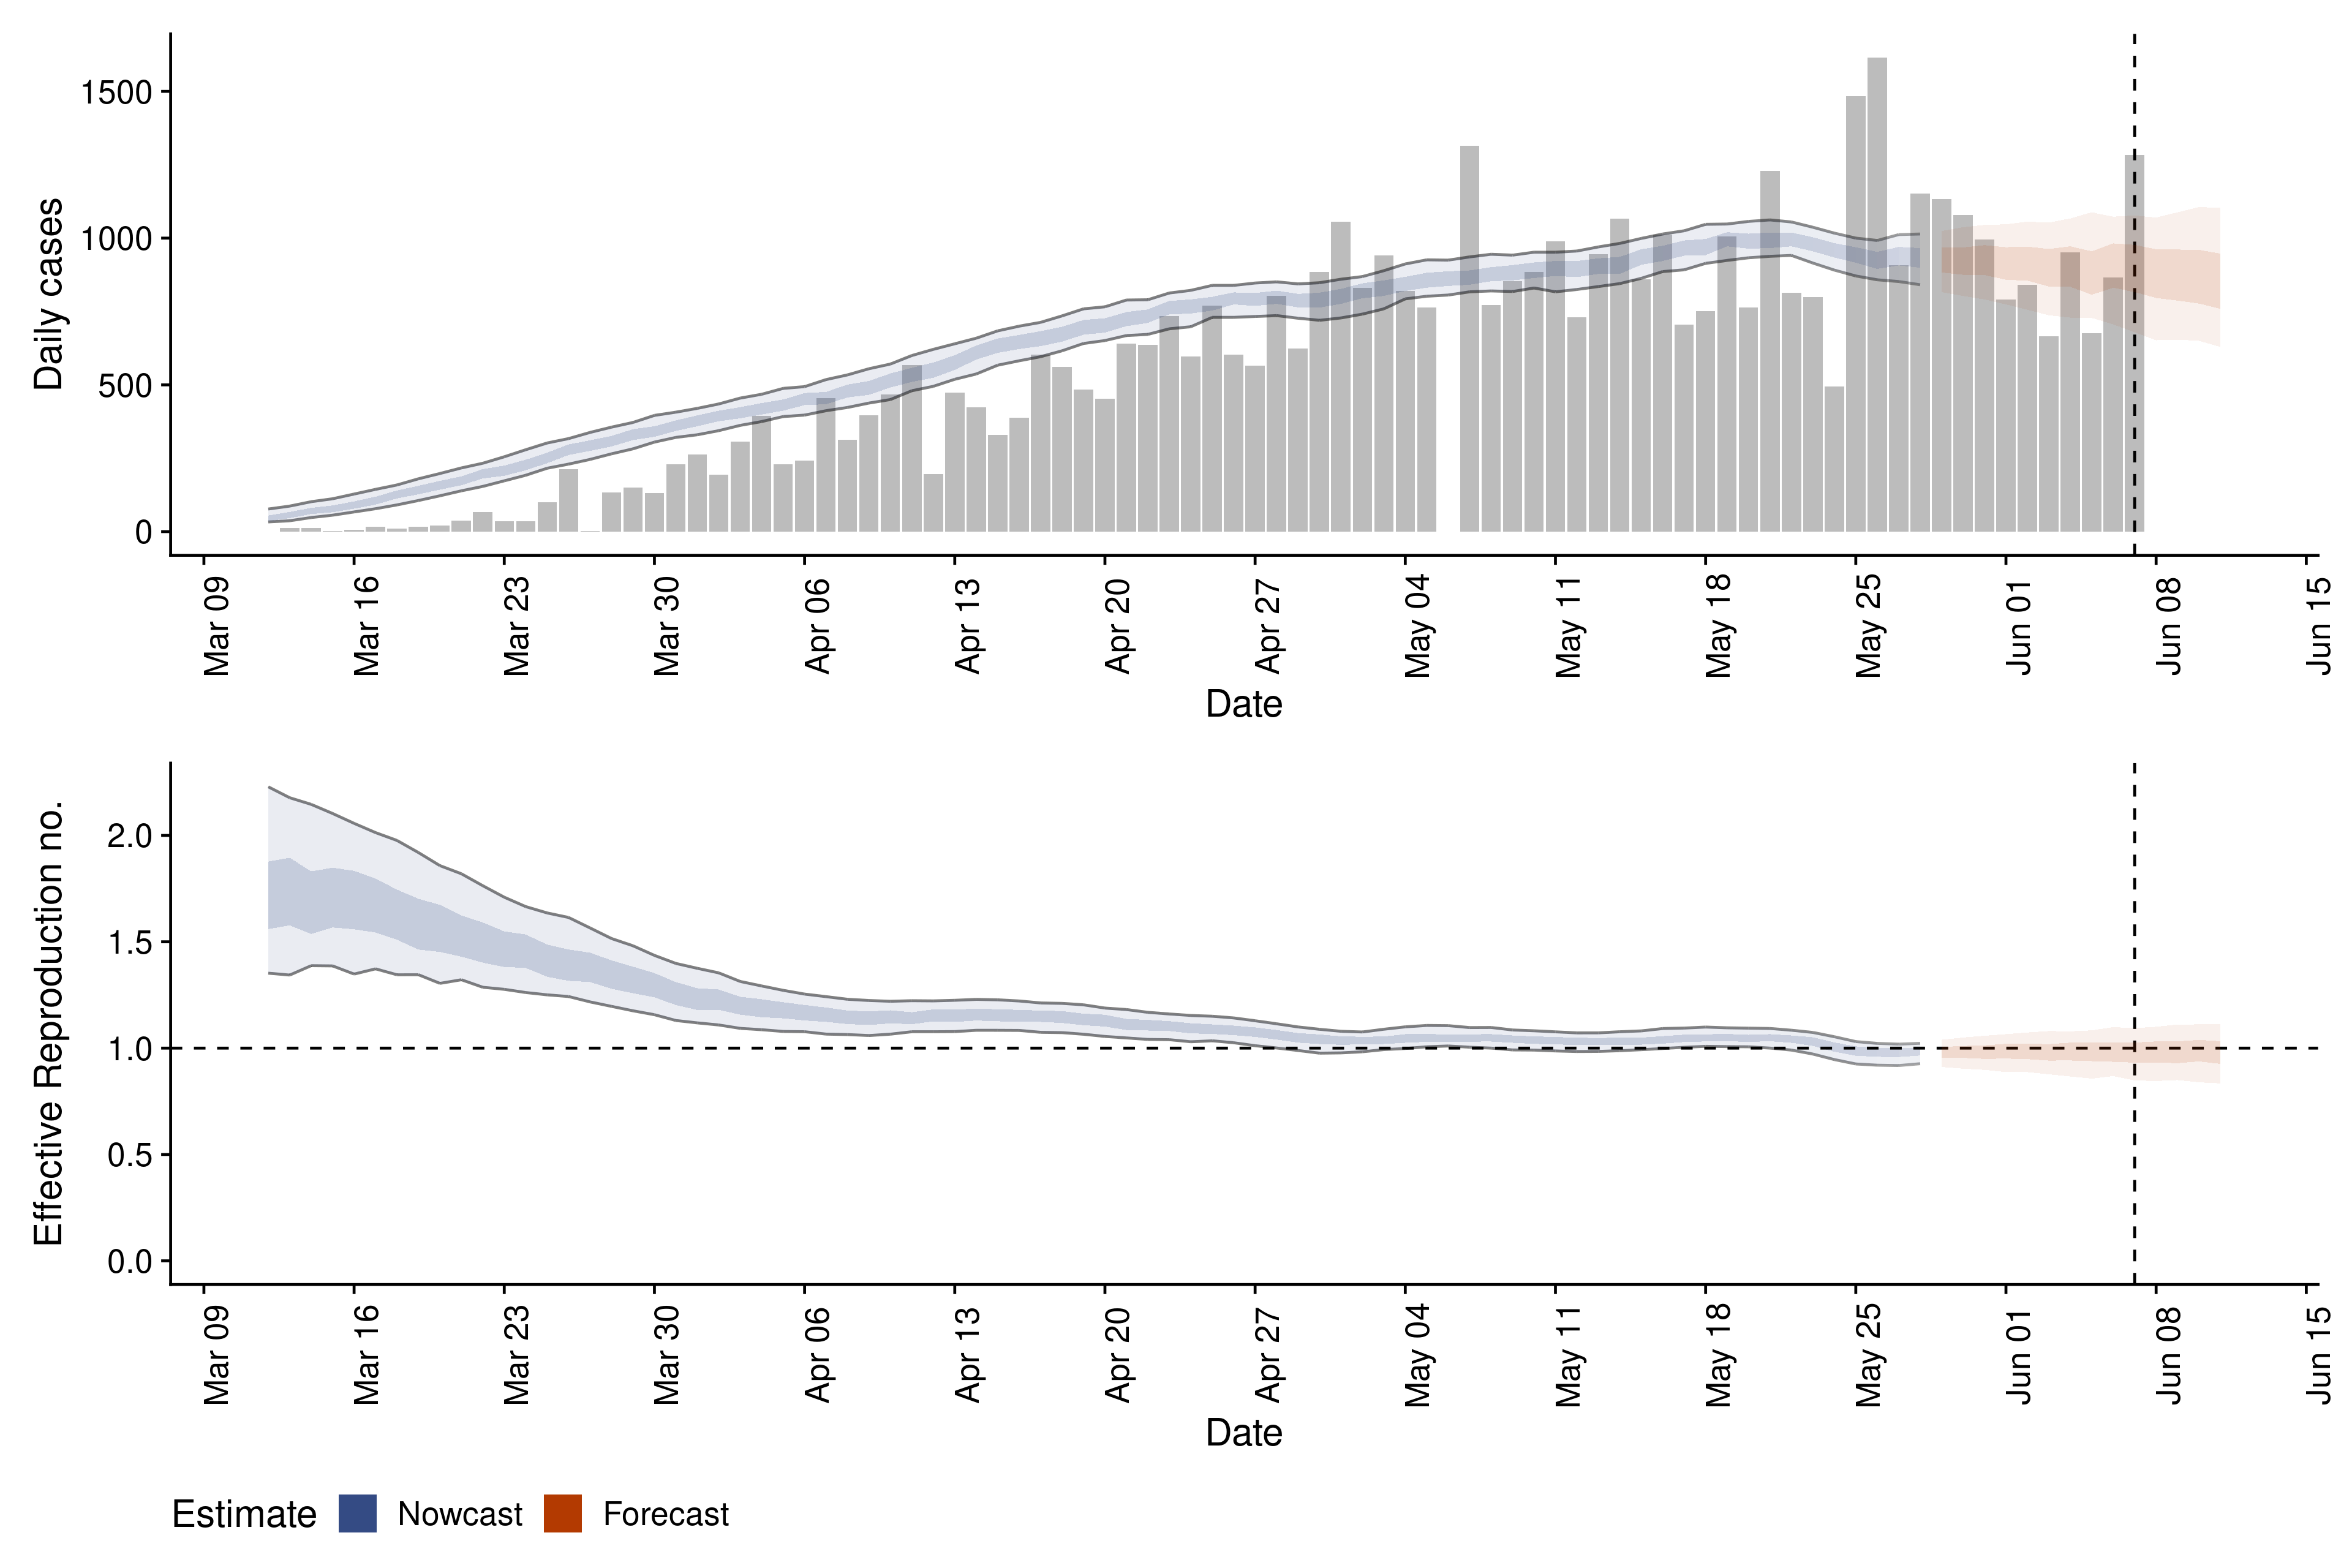 Daily cases
1500
1000
500
0
Mar 09
Mar 16
Mar 23
Mar 30
Apr 06
Apr 13
Apr 20
Apr 27
May 04
May 11
May 18
May 25
Jun 01
Jun 08
Jun 15
Date
Effective Reproduction no.
2.0
1.5
1.0
0.5
0.0
Mar 09
Mar 16
Mar 23
Mar 30
Apr 06
Apr 13
Apr 20
Apr 27
May 04
May 11
May 18
May 25
Jun 01
Jun 08
Jun 15
Date
Estimate Nowcast Forecast